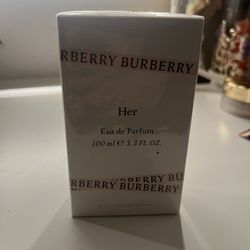 RBERRY BURBERRY
Her
Eau de Parfum
100 ml ℮ 3.3 FL. OZ.
RBERRY BURBERRY